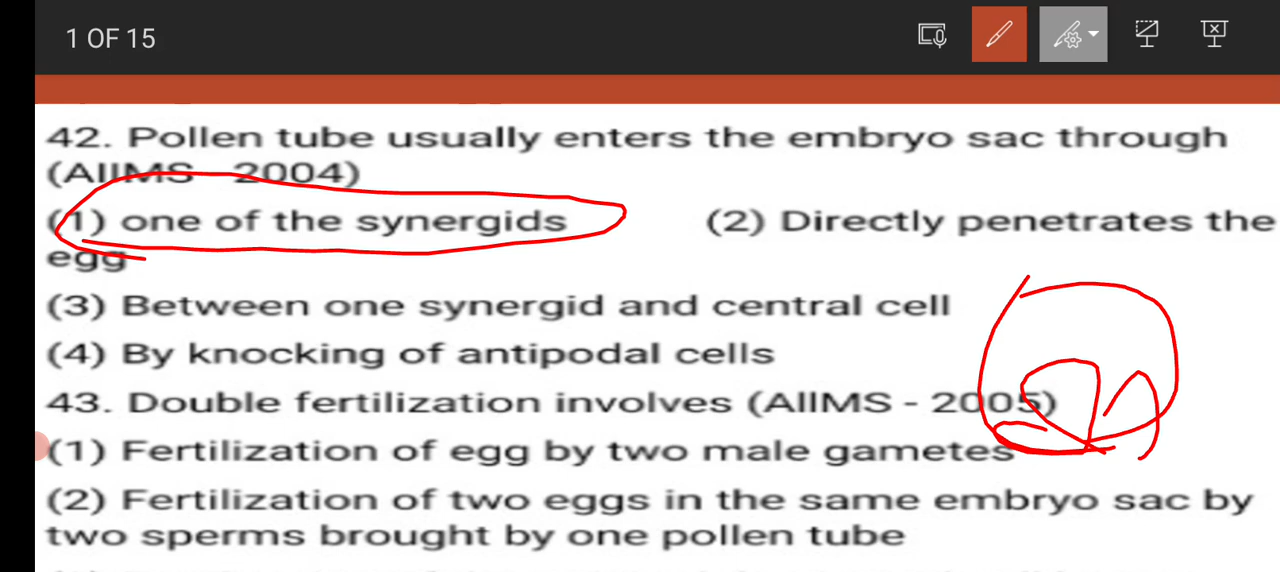 1 OF 15
42. Pollen tube usually enters the embryo sac through
(AIIMS - 2004)
(1) one of the synergids (2) Directly penetrates the
egg
(3) Between one synergid and central cell
(4) By knocking of antipodal cells
43. Double fertilization involves (AIIMS - 2005)
(1) Fertilization of egg by two male gametes
(2) Fertilization of two eggs in the same embryo sac by
two sperms brought by one pollen tube